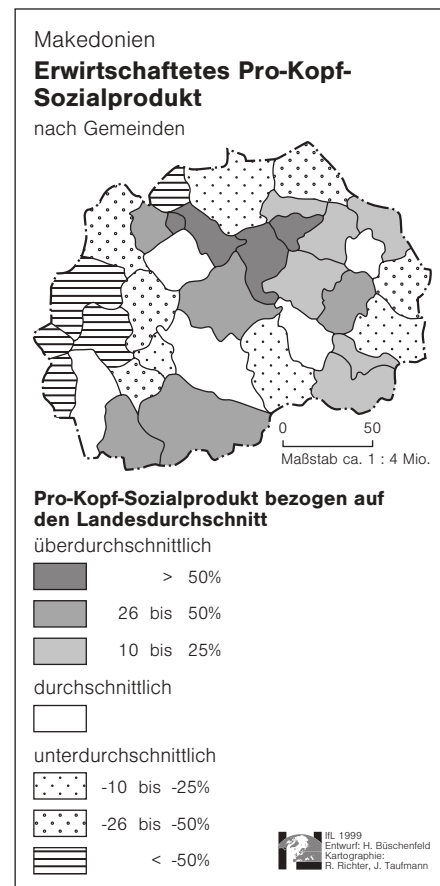 Makedonien
Erwirtschaftetes Pro-Kopf-
Sozialprodukt
nach Gemeinden
0 50
Maßstab ca. 1 : 4 Mio.
Pro-Kopf-Sozialprodukt bezogen auf
den Landesdurchschnitt
überdurchschnittlich
> 50%
26 bis 50%
10 bis 25%
durchschnittlich
unterdurchschnittlich
-10 bis -25%
-26 bis -50%
< -50%
IfL 1999
Entwurf: H. Büschenfeld
Kartographie:
R. Richter, J. Taufmann